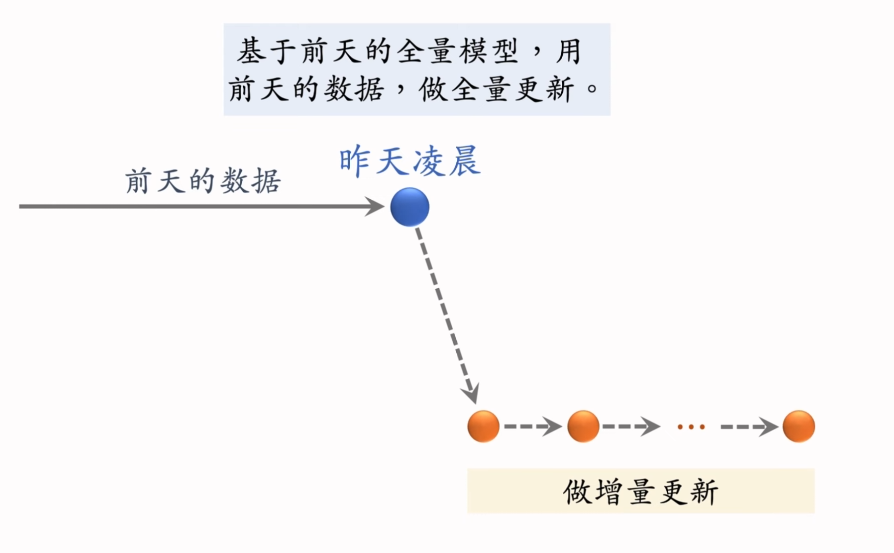 基于前天的全量模型，用
前天的数据，做全量更新。
昨天凌晨
前天的数据
···
做增量更新